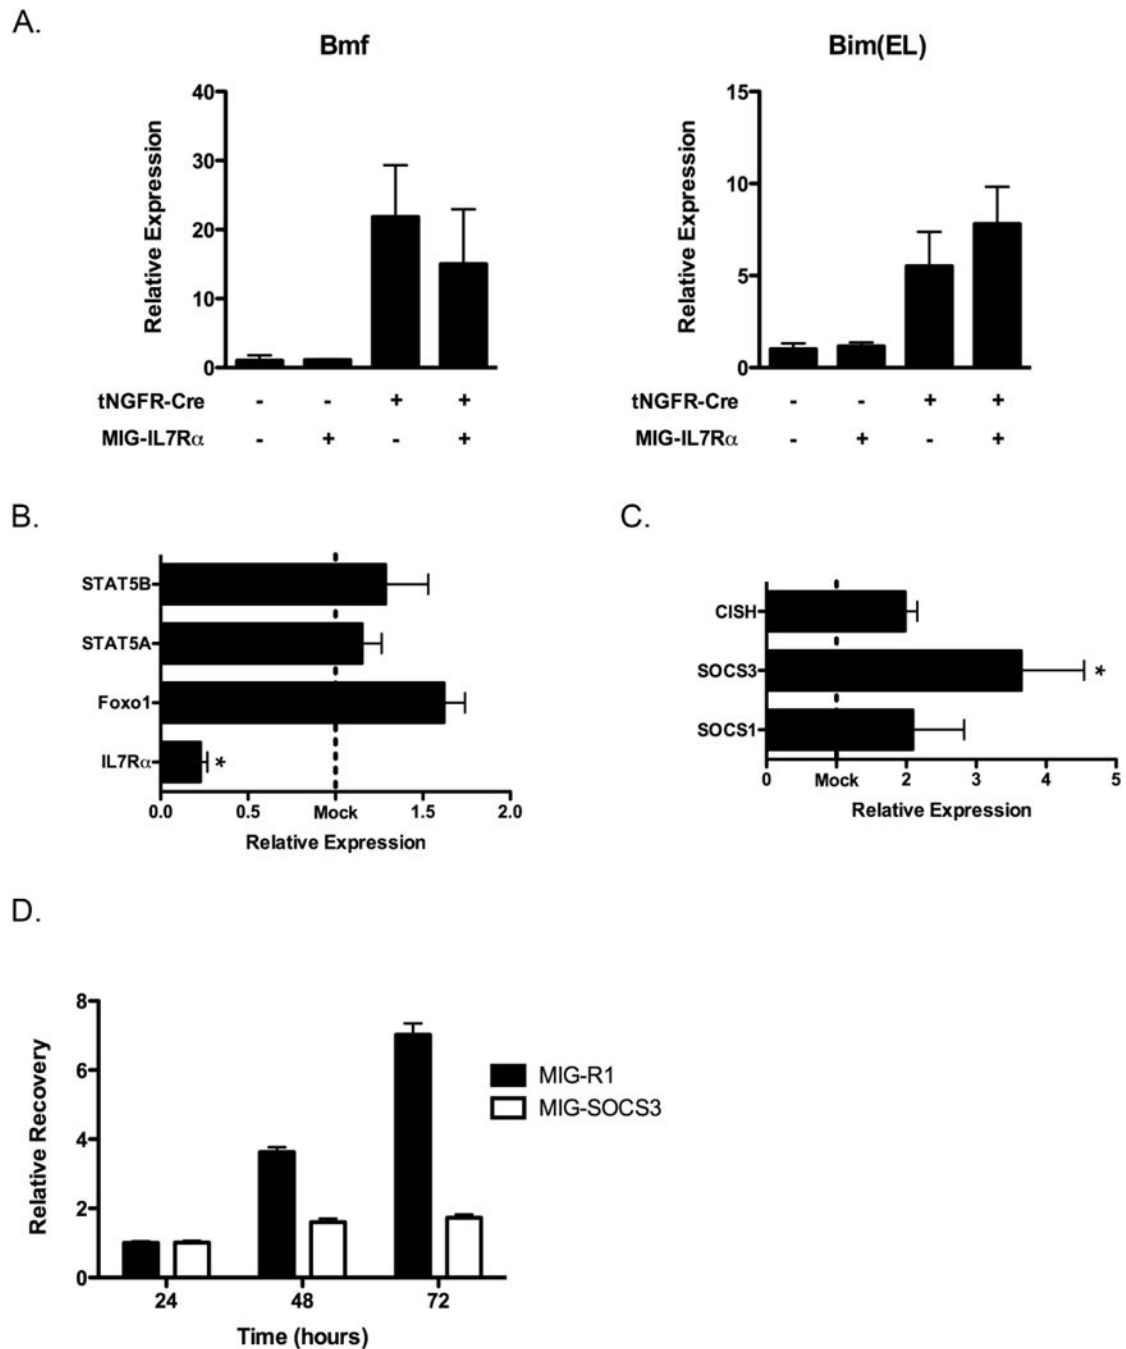 A.
Bmf
Relative Expression
40
30
20
10
0
tNGFR-Cre - - + +
MIG-IL7Rα - + - +
Bim(EL)
Relative Expression
15
10
5
0
tNGFR-Cre - - + +
MIG-IL7Rα - + - +
B.
STAT5B
STAT5A
Foxo1
IL7Rα *
0.0 0.5 Mock 1.5 2.0
Relative Expression
C.
CISH
SOCS3 *
SOCS1
0 Mock 2 3 4 5
Relative Expression
D.
Relative Recovery
8
6
4
2
0
24 48 72
Time (hours)
MIG-R1
MIG-SOCS3